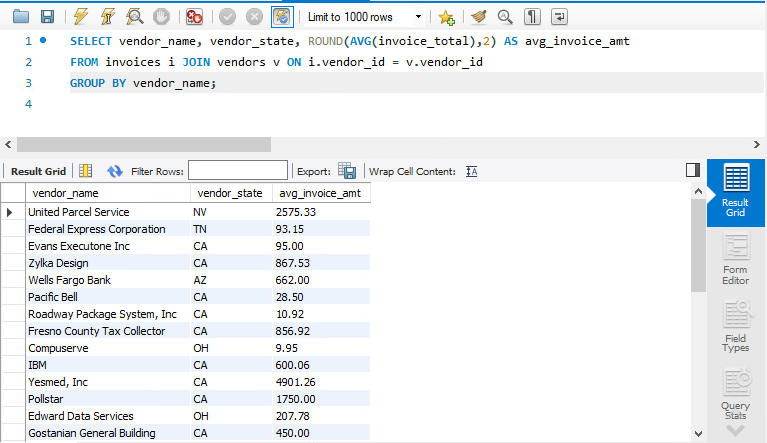 Limit to 1000 rows
1 SELECT vendor_name, vendor_state, ROUND(AVG(invoice_total),2) AS avg_invoice_amt
2 FROM invoices i JOIN vendors v ON i.vendor_id = v.vendor_id
3 GROUP BY vendor_name;
4
Result Grid Filter Rows: Export: Wrap Cell Content: IA
vendor_name vendor_state avg_invoice_amt
United Parcel Service NV 2575.33
Federal Express Corporation TN 93.15
Evans Executone Inc CA 95.00
Zylka Design CA 867.53
Wells Fargo Bank AZ 662.00
Pacific Bell CA 28.50
Roadway Package System, Inc CA 10.92
Fresno County Tax Collector CA 856.92
Compuserve OH 9.95
IBM CA 600.06
Yesmed, Inc CA 4901.26
Pollstar CA 1750.00
Edward Data Services OH 207.78
Gostanian General Building CA 450.00
Result
Grid
Form
Editor
Field
Types
Query
Stats